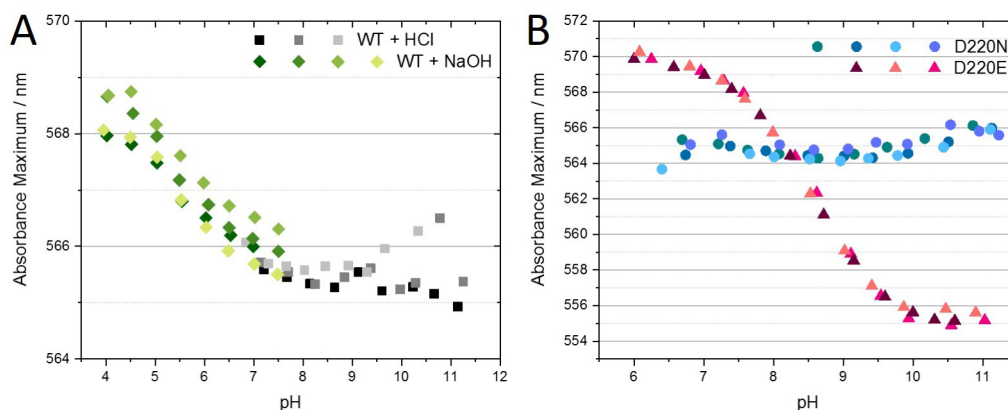 A
570
568
566
564
Absorbance Maximum / nm
WT + HCl
WT + NaOH
4 5 6 7 8 9 10 11 12
pH
B
572
570
568
566
564
562
560
558
556
554
Absorbance Maximum / nm
D220N
D220E
6 7 8 9 10 11
pH